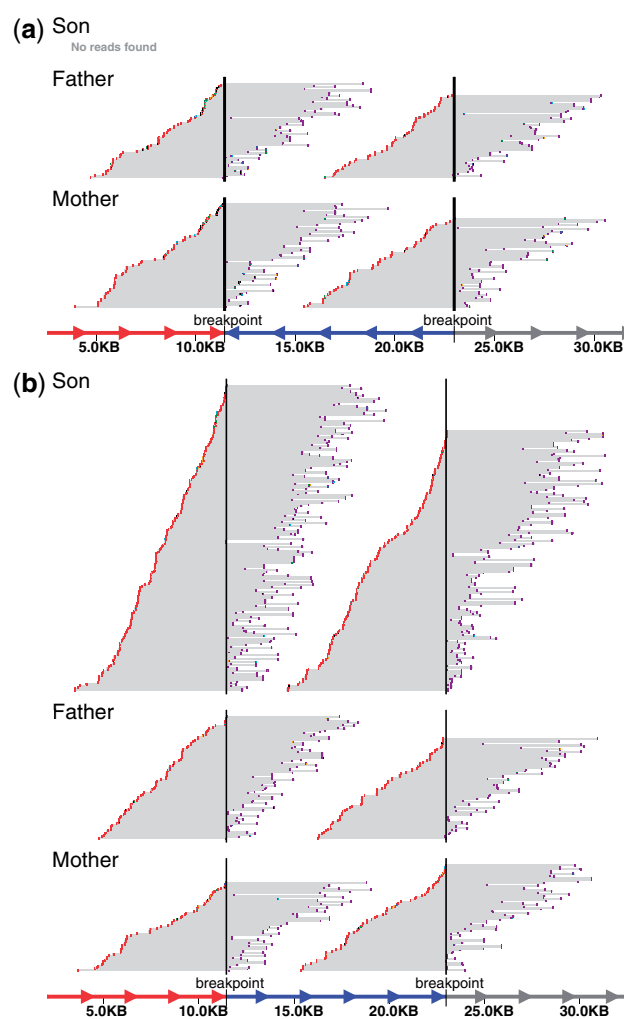 (a) Son
No reads found
Father
Mother
breakpoint breakpoint
5.0KB 10.0KB 15.0KB 20.0KB 25.0KB 30.0KB
(b) Son
Father
Mother
breakpoint breakpoint
5.0KB 10.0KB 15.0KB 20.0KB 25.0KB 30.0KB